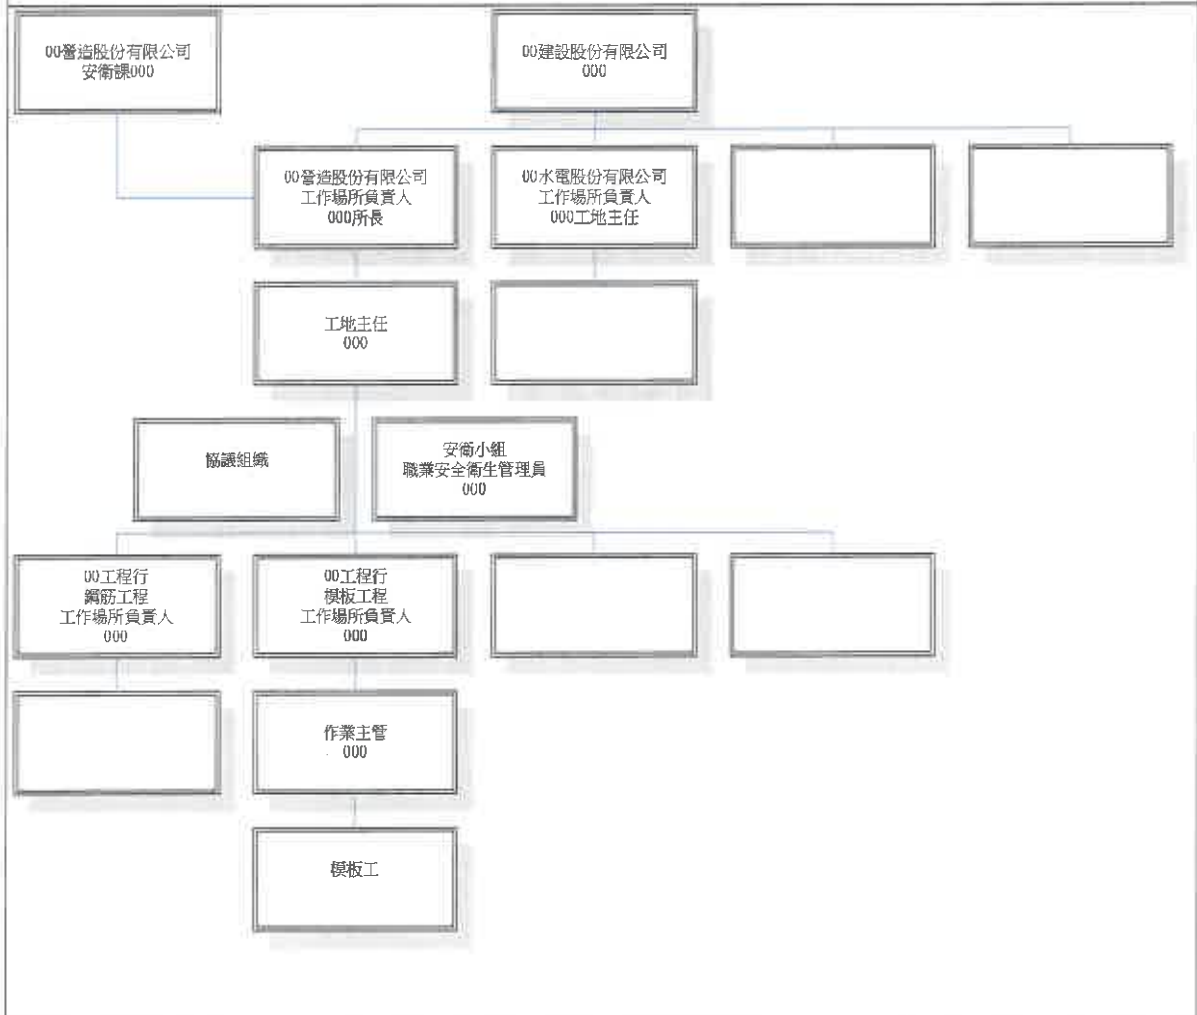 00營造股份有限公司
安衛課000
00建設股份有限公司
000
00營造股份有限公司
工作場所負責人
000所長
00水電股份有限公司
工作場所負責人
000工地主任
工地主任
000
協議組織
安衛小組
職業安全衛生管理員
000
00工程行
鋼筋工程
工作場所負責人
000
00工程行
模板工程
工作場所負責人
000
作業主管
000
模板工